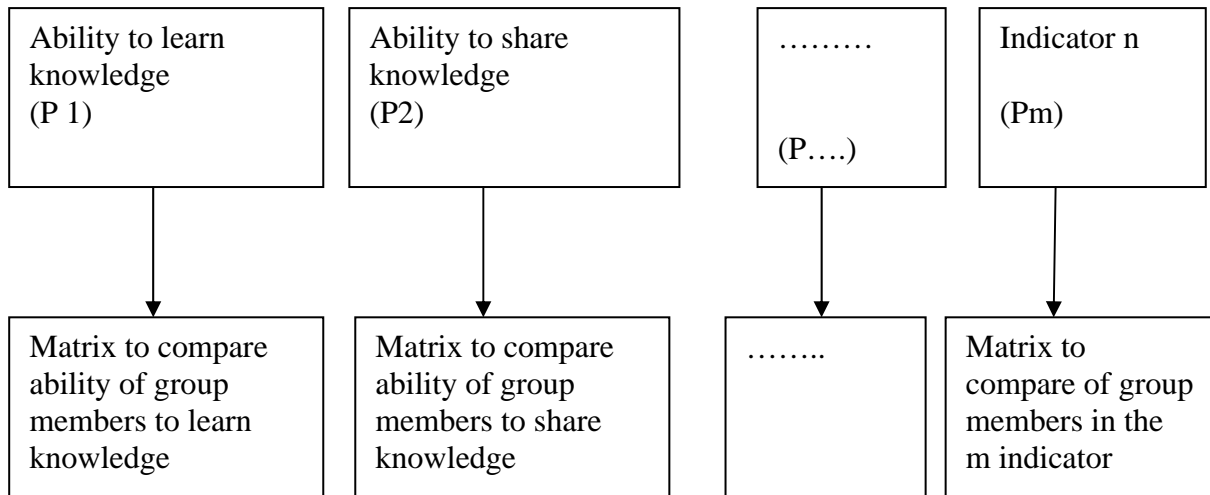 Ability to learn
knowledge
(P 1)
Ability to share
knowledge
(P2)
………
(P….)
Indicator n
(Pm)
Matrix to compare
ability of group
members to learn
knowledge
Matrix to compare
ability of group
members to share
knowledge
……..
Matrix to
compare of group
members in the
m indicator